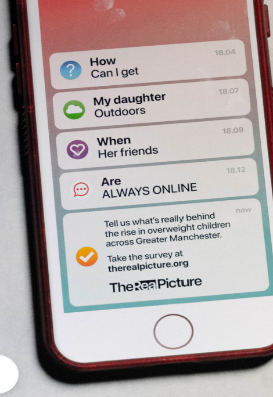 How
18.04
Can I get
My daughter
18.07
Outdoors
When
18.09
Her friends
Are
18.12
ALWAYS ONLINE
now
Tell us what's really behind
the rise in overweight children
across Greater Manchester.
Take the survey at
therealpicture.org
TheRealPicture